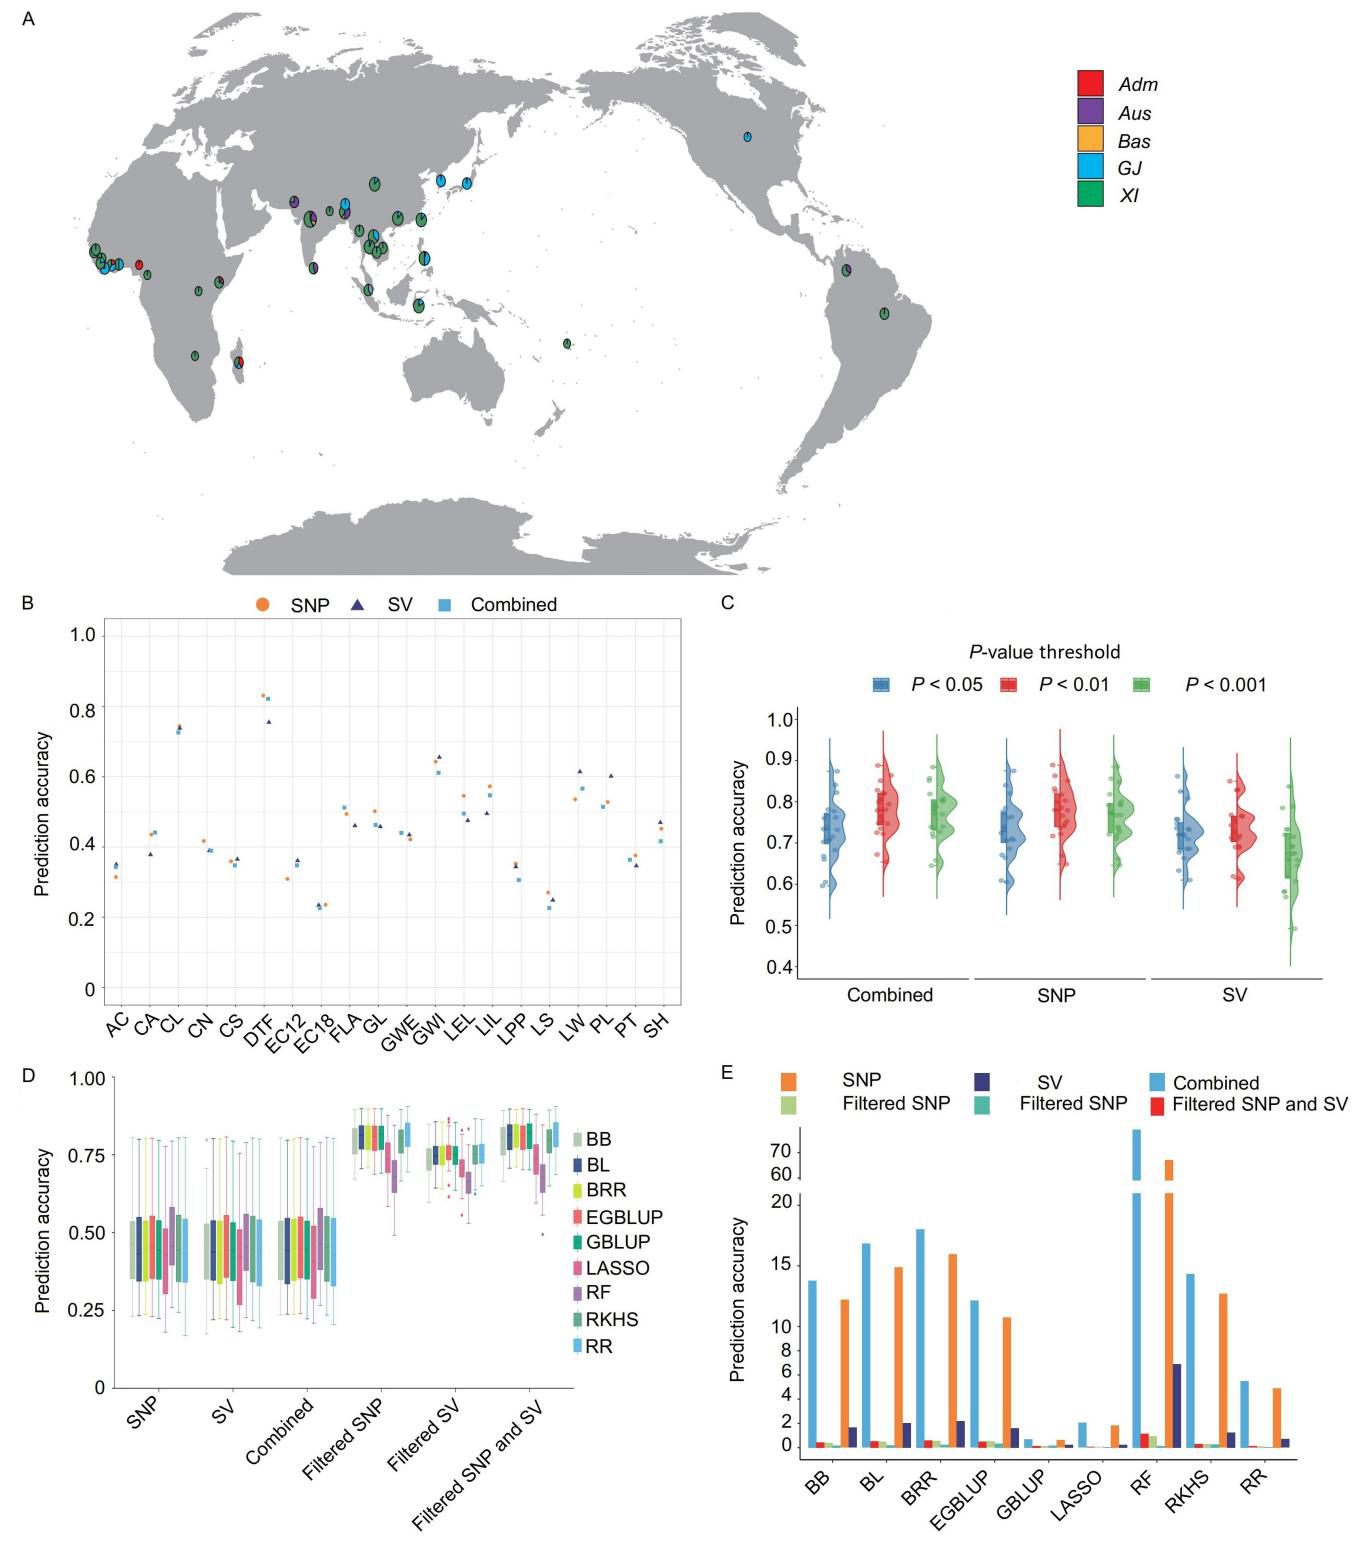 A
Adm
Aus
Bas
GJ
XI
B
SNP SV Combined
1.0
0.8
0.6
0.4
0.2
0
Prediction accuracy
AC CA CL CN CS DTF EC12 EC18 FLA GL GWE GWI LEL LIL LPP LS LW PL PT SH
C
P-value threshold
P < 0.05 P < 0.01 P < 0.001
1.0
0.9
0.8
0.7
0.6
0.5
0.4
Prediction accuracy
Combined SNP SV
D
1.00
0.75
0.50
0.25
0
Prediction accuracy
BB
BL
BRR
EGBLUP
GBLUP
LASSO
RF
RKHS
RR
SNP SV Combined Filtered SNP Filtered SV Filtered SNP and SV
E
SNP SV Combined
Filtered SNP Filtered SNP Filtered SNP and SV
70
60
20
15
10
8
6
4
2
0
Prediction accuracy
BB BL BRR EGBLUP GBLUP LASSO RF RKHS RR